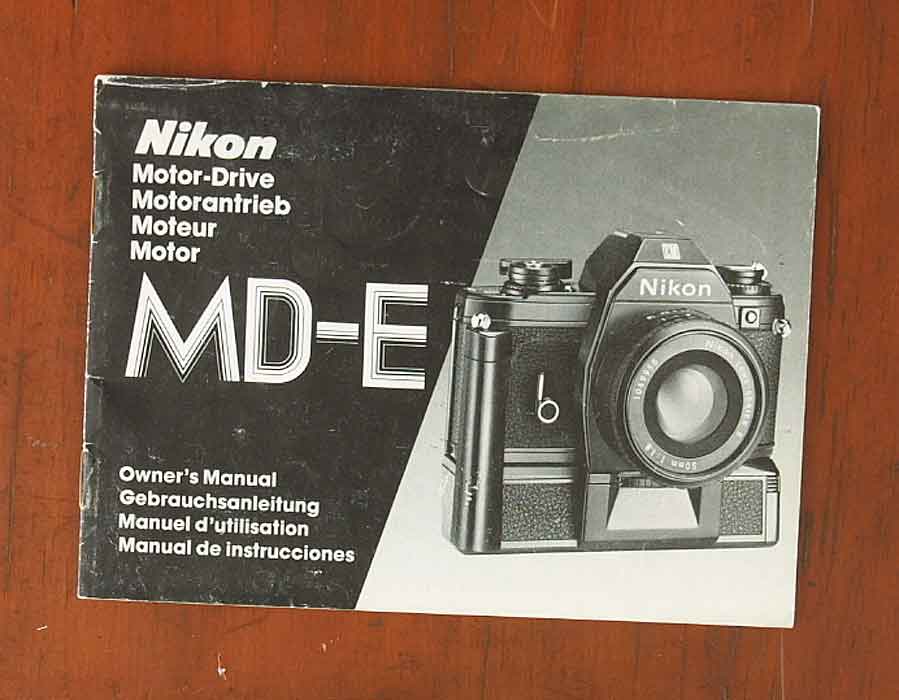 Nikon
Motor-Drive
Motorantrieb
Moteur
Motor
MD-E
Owner's Manual
Gebrauchsanleitung
Manuel d'utilisation
Manual de instrucciones
Nikon
50mm 1:1.8